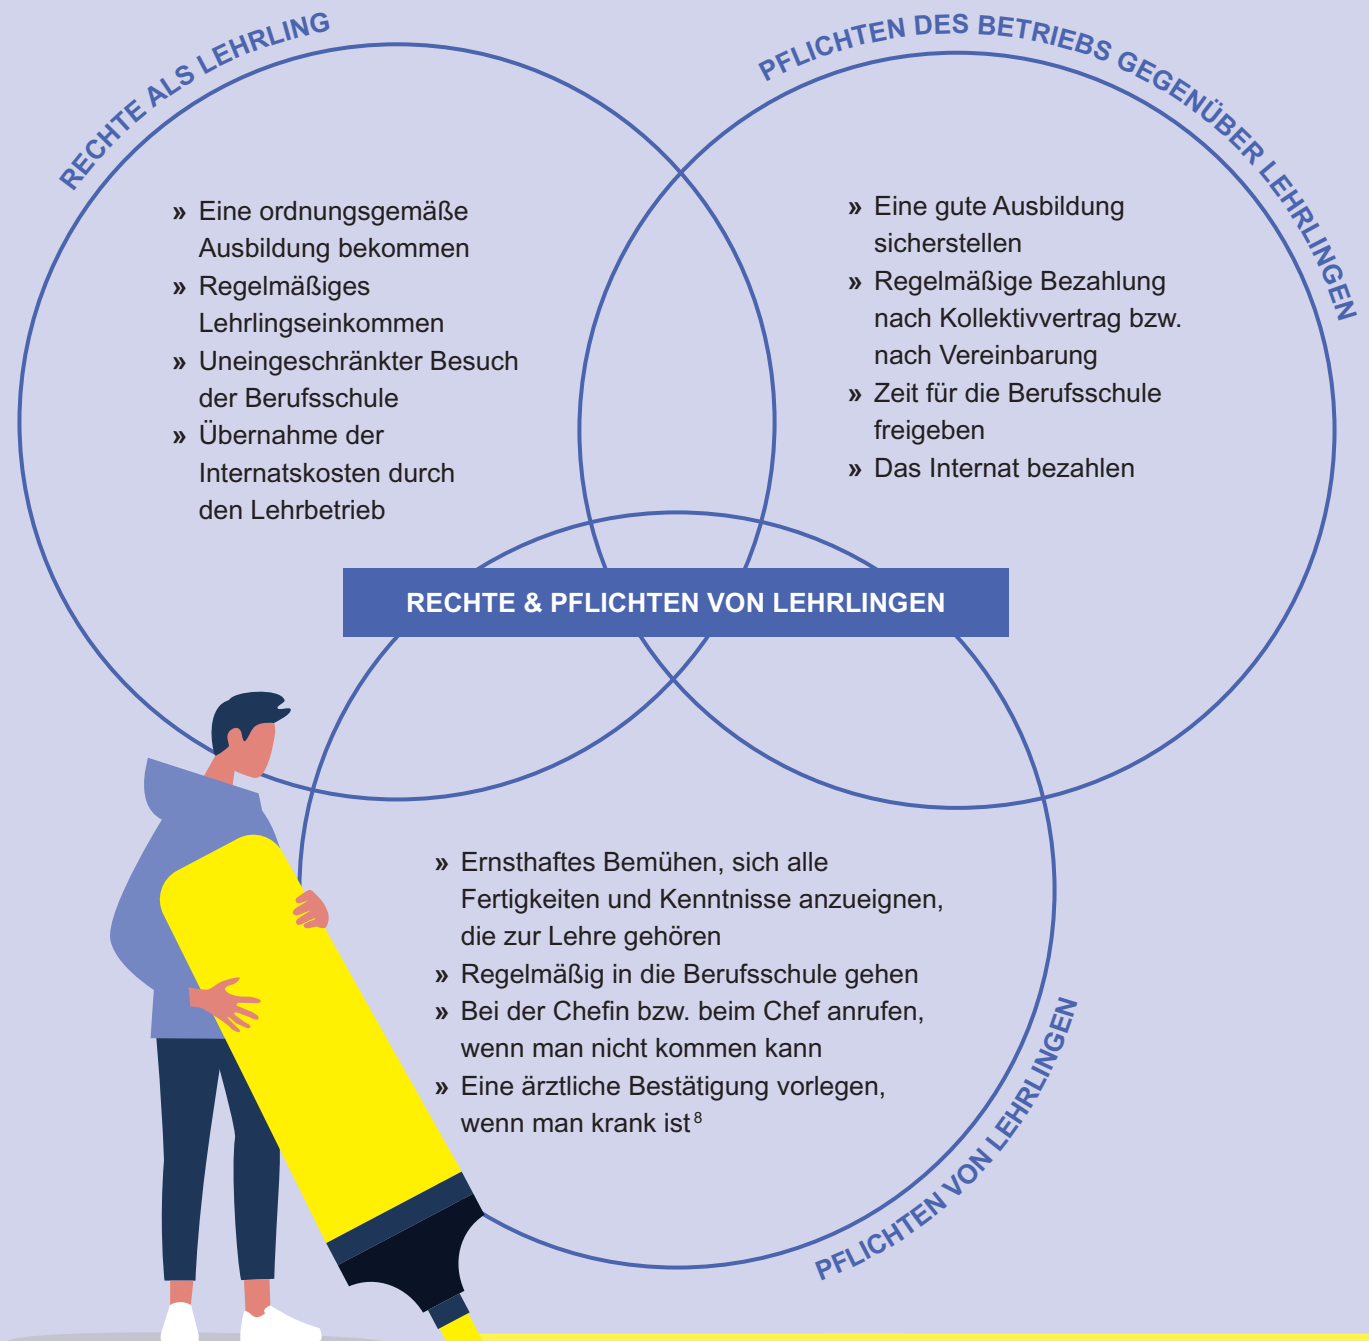 RECHTE ALS LEHRLING
» Eine ordnungsgemäße
Ausbildung bekommen
» Regelmäßiges
Lehrlingseinkommen
» Uneingeschränkter Besuch
der Berufsschule
» Übernahme der
Internatskosten durch
den Lehrbetrieb
PFLICHTEN DES BETRIEBS GEGENÜBER LEHRLINGEN
» Eine gute Ausbildung
sicherstellen
» Regelmäßige Bezahlung
nach Kollektivvertrag bzw.
nach Vereinbarung
» Zeit für die Berufsschule
freigeben
» Das Internat bezahlen
RECHTE & PFLICHTEN VON LEHRLINGEN
» Ernsthaftes Bemühen, sich alle
Fertigkeiten und Kenntnisse anzueignen,
die zur Lehre gehören
» Regelmäßig in die Berufsschule gehen
» Bei der Chefin bzw. beim Chef anrufen,
wenn man nicht kommen kann
» Eine ärztliche Bestätigung vorlegen,
wenn man krank ist 8
PFLICHTEN VON LEHRLINGEN